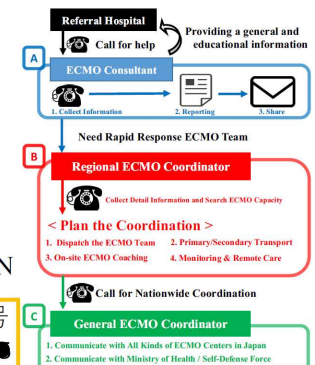 Referral Hospital
Call for help
Providing a general and
educational information
A
ECMO Consultant
1. Collect Information
2. Reporting
3. Share
Need Rapid Response ECMO Team
B
Regional ECMO Coordinator
Collect Detail Information and Search ECMO Capacity
< Plan the Coordination >
1. Dispatch the ECMO Team
2. Primary/Secondary Transport
3. On-site ECMO Coaching
4. Monitoring & Remote Care
N
Call for Nationwide Coordination
号
C
General ECMO Coordinator
1. Communicate with All Kinds of ECMO Centers in Japan
2. Communicate with Ministry of Health / Self-Defense Force